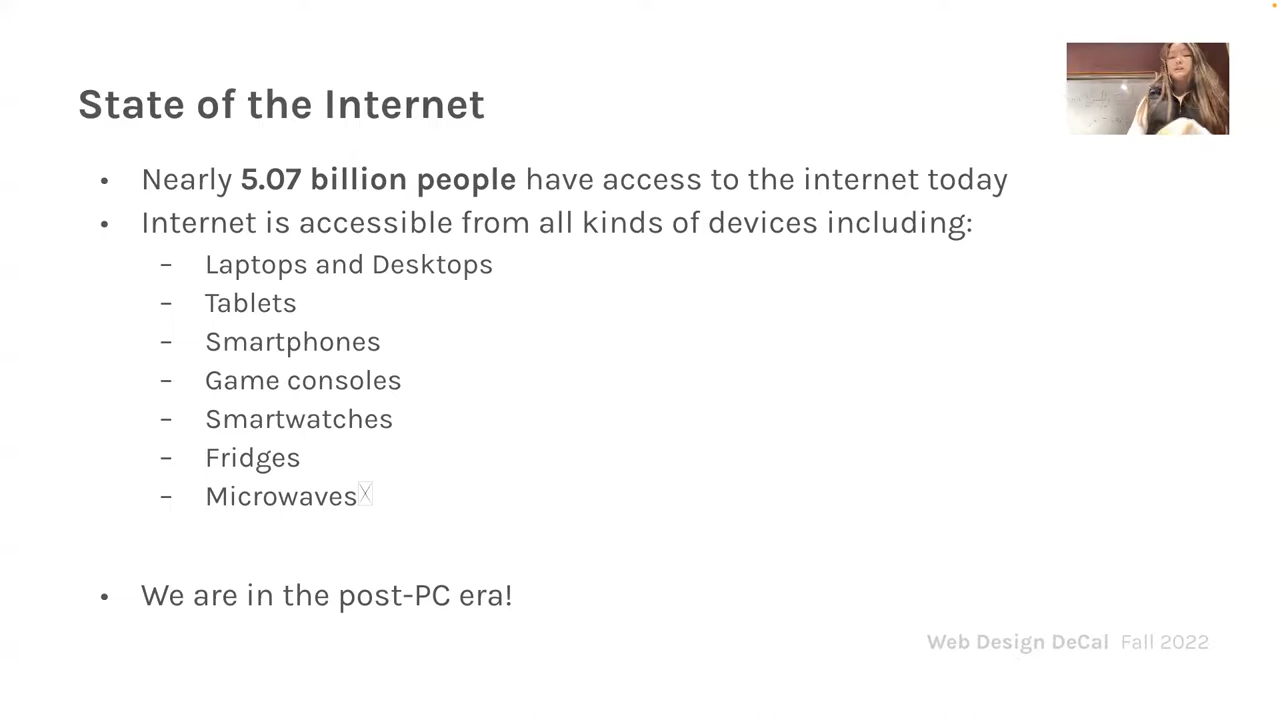 State of the Internet
• Nearly 5.07 billion people have access to the internet today
• Internet is accessible from all kinds of devices including:
– Laptops and Desktops
– Tablets
– Smartphones
– Game consoles
– Smartwatches
– Fridges
– Microwaves
• We are in the post-PC era!
Web Design DeCal Fall 2022